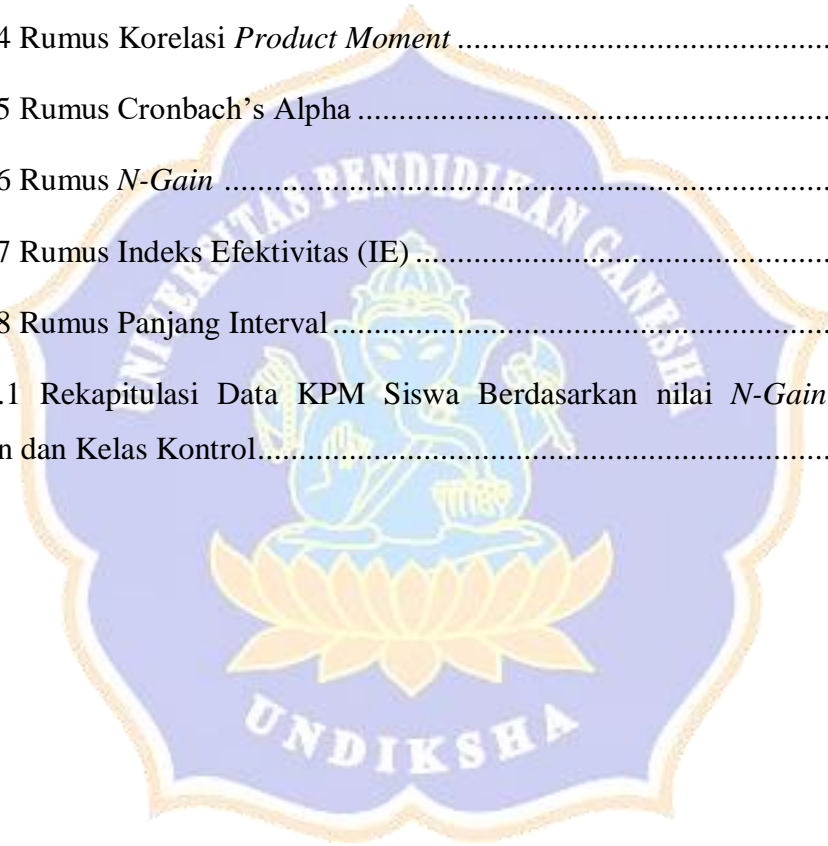 4 Rumus Korelasi Product Moment ........................................................
5 Rumus Cronbach’s Alpha ........................................................
6 Rumus N-Gain ........................................................
7 Rumus Indeks Efektivitas (IE) ........................................................
8 Rumus Panjang Interval ........................................................
.1 Rekapitulasi Data KPM Siswa Berdasarkan nilai N-Gain
n dan Kelas Kontrol ........................................................
UNIVERSITAS PENDIDIKAN GANESHA
UNDIKSHA